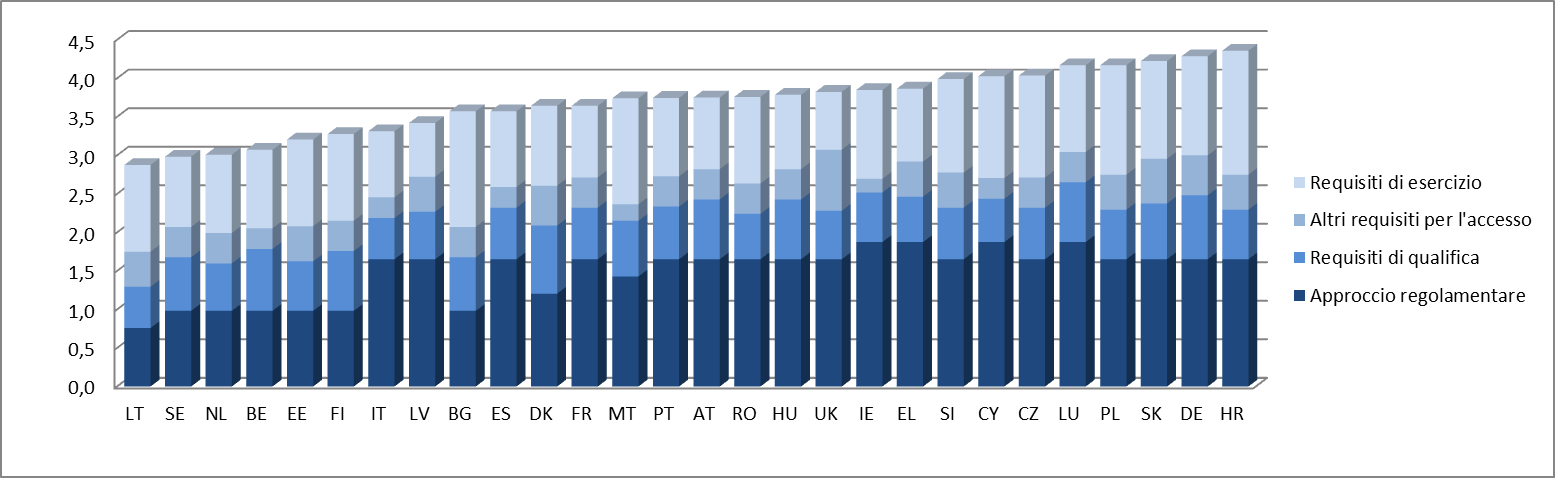 4,5
4,0
3,5
3,0
2,5
2,0
1,5
1,0
0,5
0,0
LT SE NL BE EE FI IT LV BG ES DK FR MT PT AT RO HU UK IE EL SI CY CZ LU PL SK DE HR
Requisiti di esercizio
Altri requisiti per l'accesso
Requisiti di qualifica
Approccio regolamentare